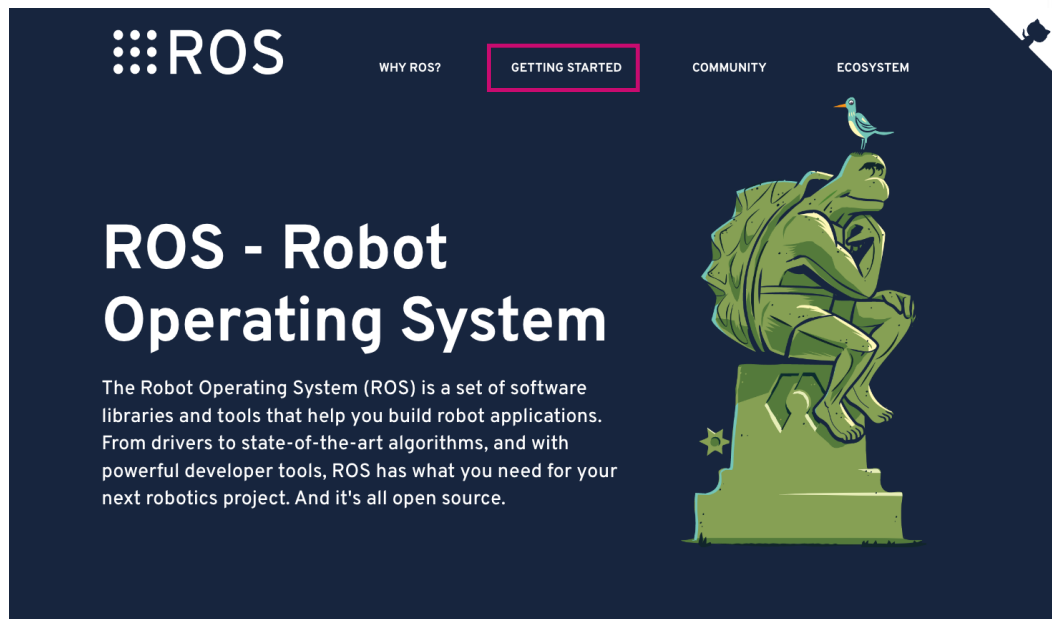 ROS
WHY ROS?
GETTING STARTED
COMMUNITY
ECOSYSTEM
ROS - Robot
Operating System
The Robot Operating System (ROS) is a set of software
libraries and tools that help you build robot applications.
From drivers to state-of-the-art algorithms, and with
powerful developer tools, ROS has what you need for your
next robotics project. And it's all open source.